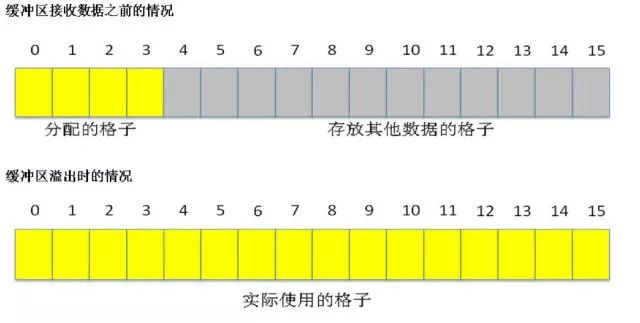 缓冲区接收数据之前的情况
0 1 2 3 4 5 6 7 8 9 10 11 12 13 14 15
分配的格子 存放其他数据的格子
缓冲区溢出时的情况
0 1 2 3 4 5 6 7 8 9 10 11 12 13 14 15
实际使用的格子